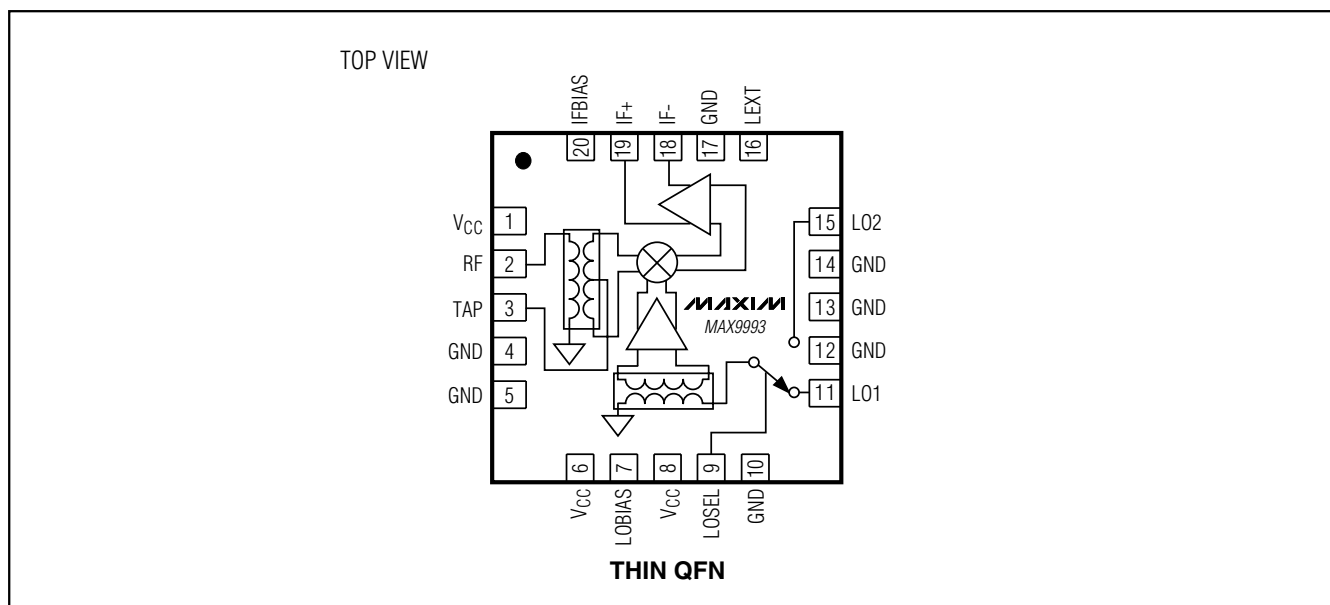 TOP VIEW
IFBIAS
IF+
IF-
GND
LEXT
20
19
18
17
16
VCC 1
RF 2
TAP 3
GND 4
GND 5
15 LO2
14 GND
13 GND
12 GND
11 LO1
MAXIM
MAX9993
6
7
8
9
10
VCC
LOBIAS
VCC
LOSEL
GND
THIN QFN